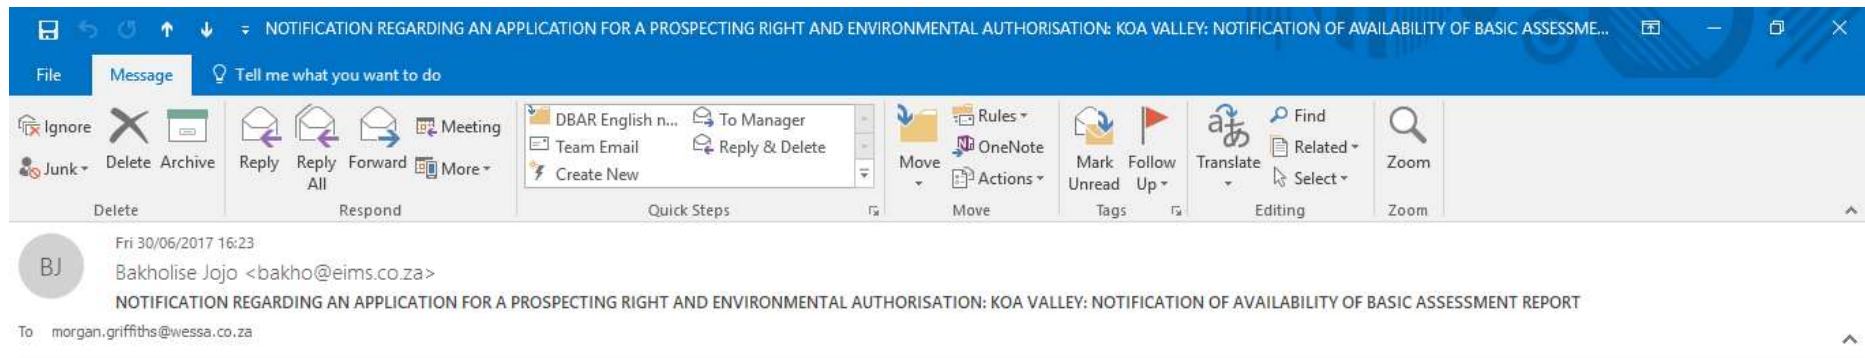 NOTIFICATION REGARDING AN APPLICATION FOR A PROSPECTING RIGHT AND ENVIRONMENTAL AUTHORISATION: KOA VALLEY: NOTIFICATION OF AVAILABILITY OF BASIC ASSESSME...
File Message Tell me what you want to do
Ignore
Junk
Delete
Archive
Reply
Reply All
Forward
Meeting
More
DBAR English n...
To Manager
Team Email
Reply & Delete
Create New
Move
Rules
OneNote
Actions
Mark Unread
Follow Up
Translate
Find
Related
Select
Zoom
Delete Respond Quick Steps Move Tags Editing Zoom
BJ
Fri 30/06/2017 16:23
Bakholise Jojo <bakho@eims.co.za>
NOTIFICATION REGARDING AN APPLICATION FOR A PROSPECTING RIGHT AND ENVIRONMENTAL AUTHORISATION: KOA VALLEY: NOTIFICATION OF AVAILABILITY OF BASIC ASSESSMENT REPORT
To morgan.griffiths@wessa.co.za